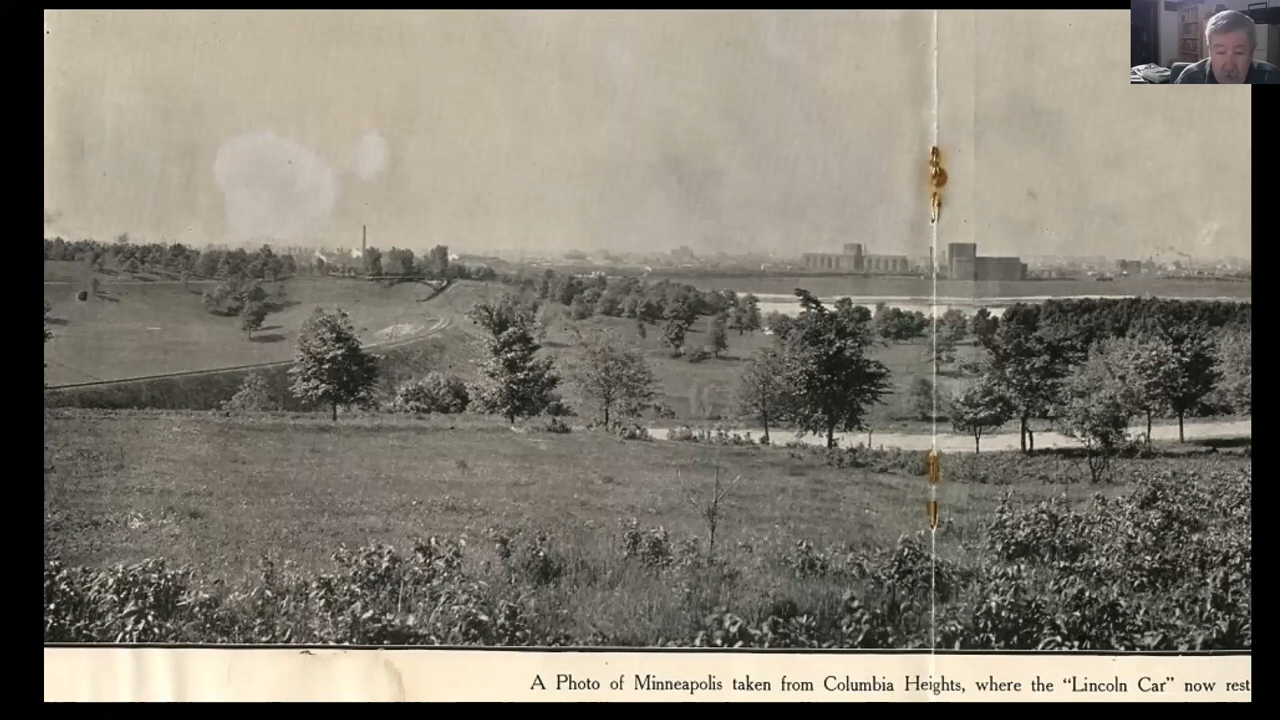 A Photo of Minneapolis taken from Columbia Heights, where the “Lincoln Car” now rest